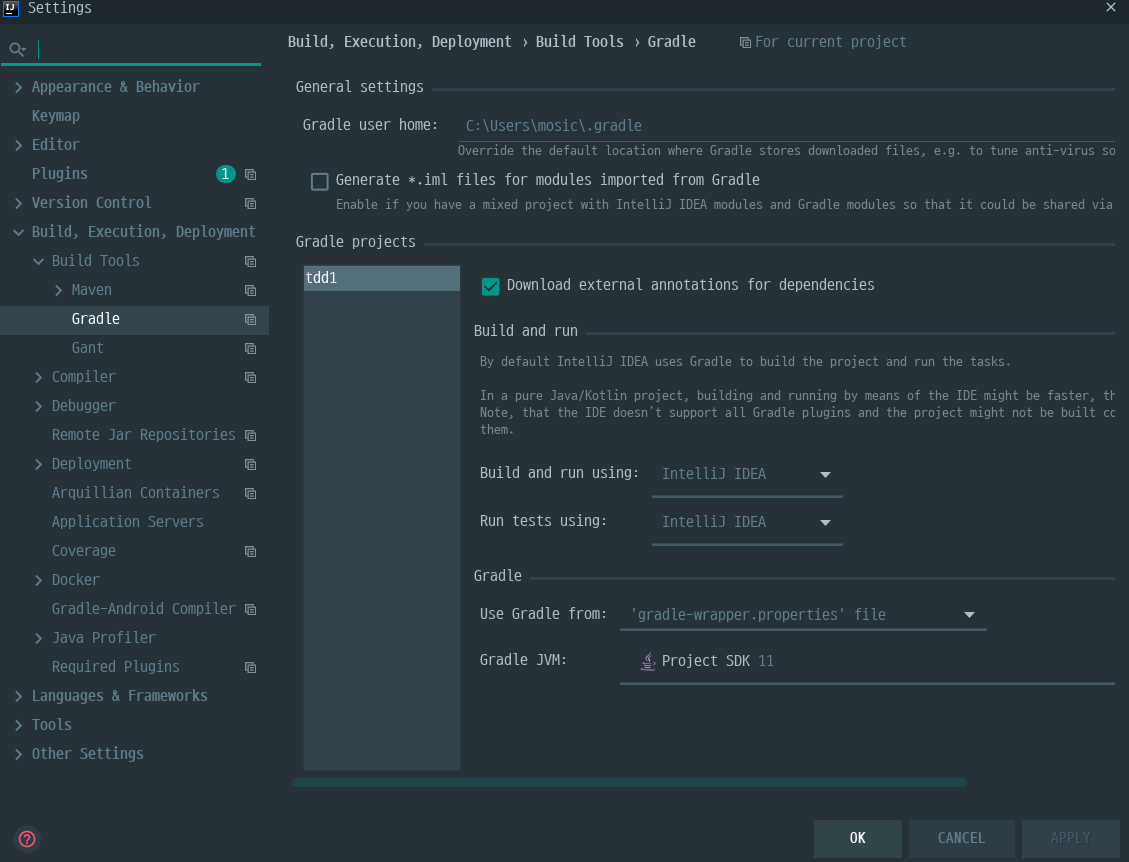 IJ Settings
Appearance & Behavior
Keymap
Editor
Plugins 1
Version Control
Build, Execution, Deployment
Build Tools
Maven
Gradle
Gant
Compiler
Debugger
Remote Jar Repositories
Deployment
Arquillian Containers
Application Servers
Coverage
Docker
Gradle-Android Compiler
Java Profiler
Required Plugins
Languages & Frameworks
Tools
Other Settings
Build, Execution, Deployment › Build Tools › Gradle For current project
General settings
Gradle user home: C:\Users\mosic\.gradle
Override the default location where Gradle stores downloaded files, e.g. to tune anti-virus so
Generate *.iml files for modules imported from Gradle
Enable if you have a mixed project with IntelliJ IDEA modules and Gradle modules so that it could be shared via
Gradle projects
tdd1
Download external annotations for dependencies
Build and run
By default IntelliJ IDEA uses Gradle to build the project and run the tasks.
In a pure Java/Kotlin project, building and running by means of the IDE might be faster, th
Note, that the IDE doesn't support all Gradle plugins and the project might not be built co
them.
Build and run using: IntelliJ IDEA
Run tests using: IntelliJ IDEA
Gradle
Use Gradle from: 'gradle-wrapper.properties' file
Gradle JVM: Project SDK 11
?
OK CANCEL APPLY